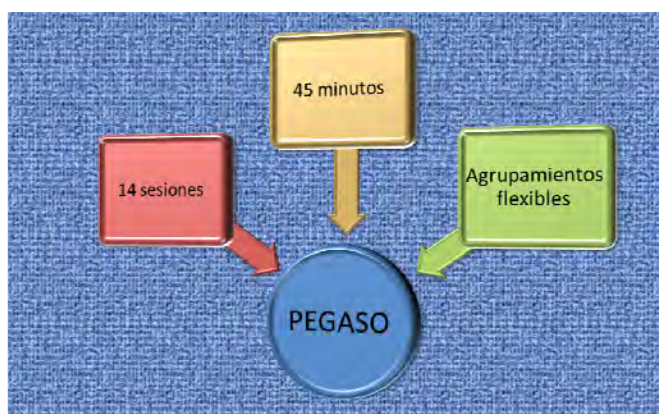 45 minutos
14 sesiones
Agrupamientos
flexibles
PEGASO